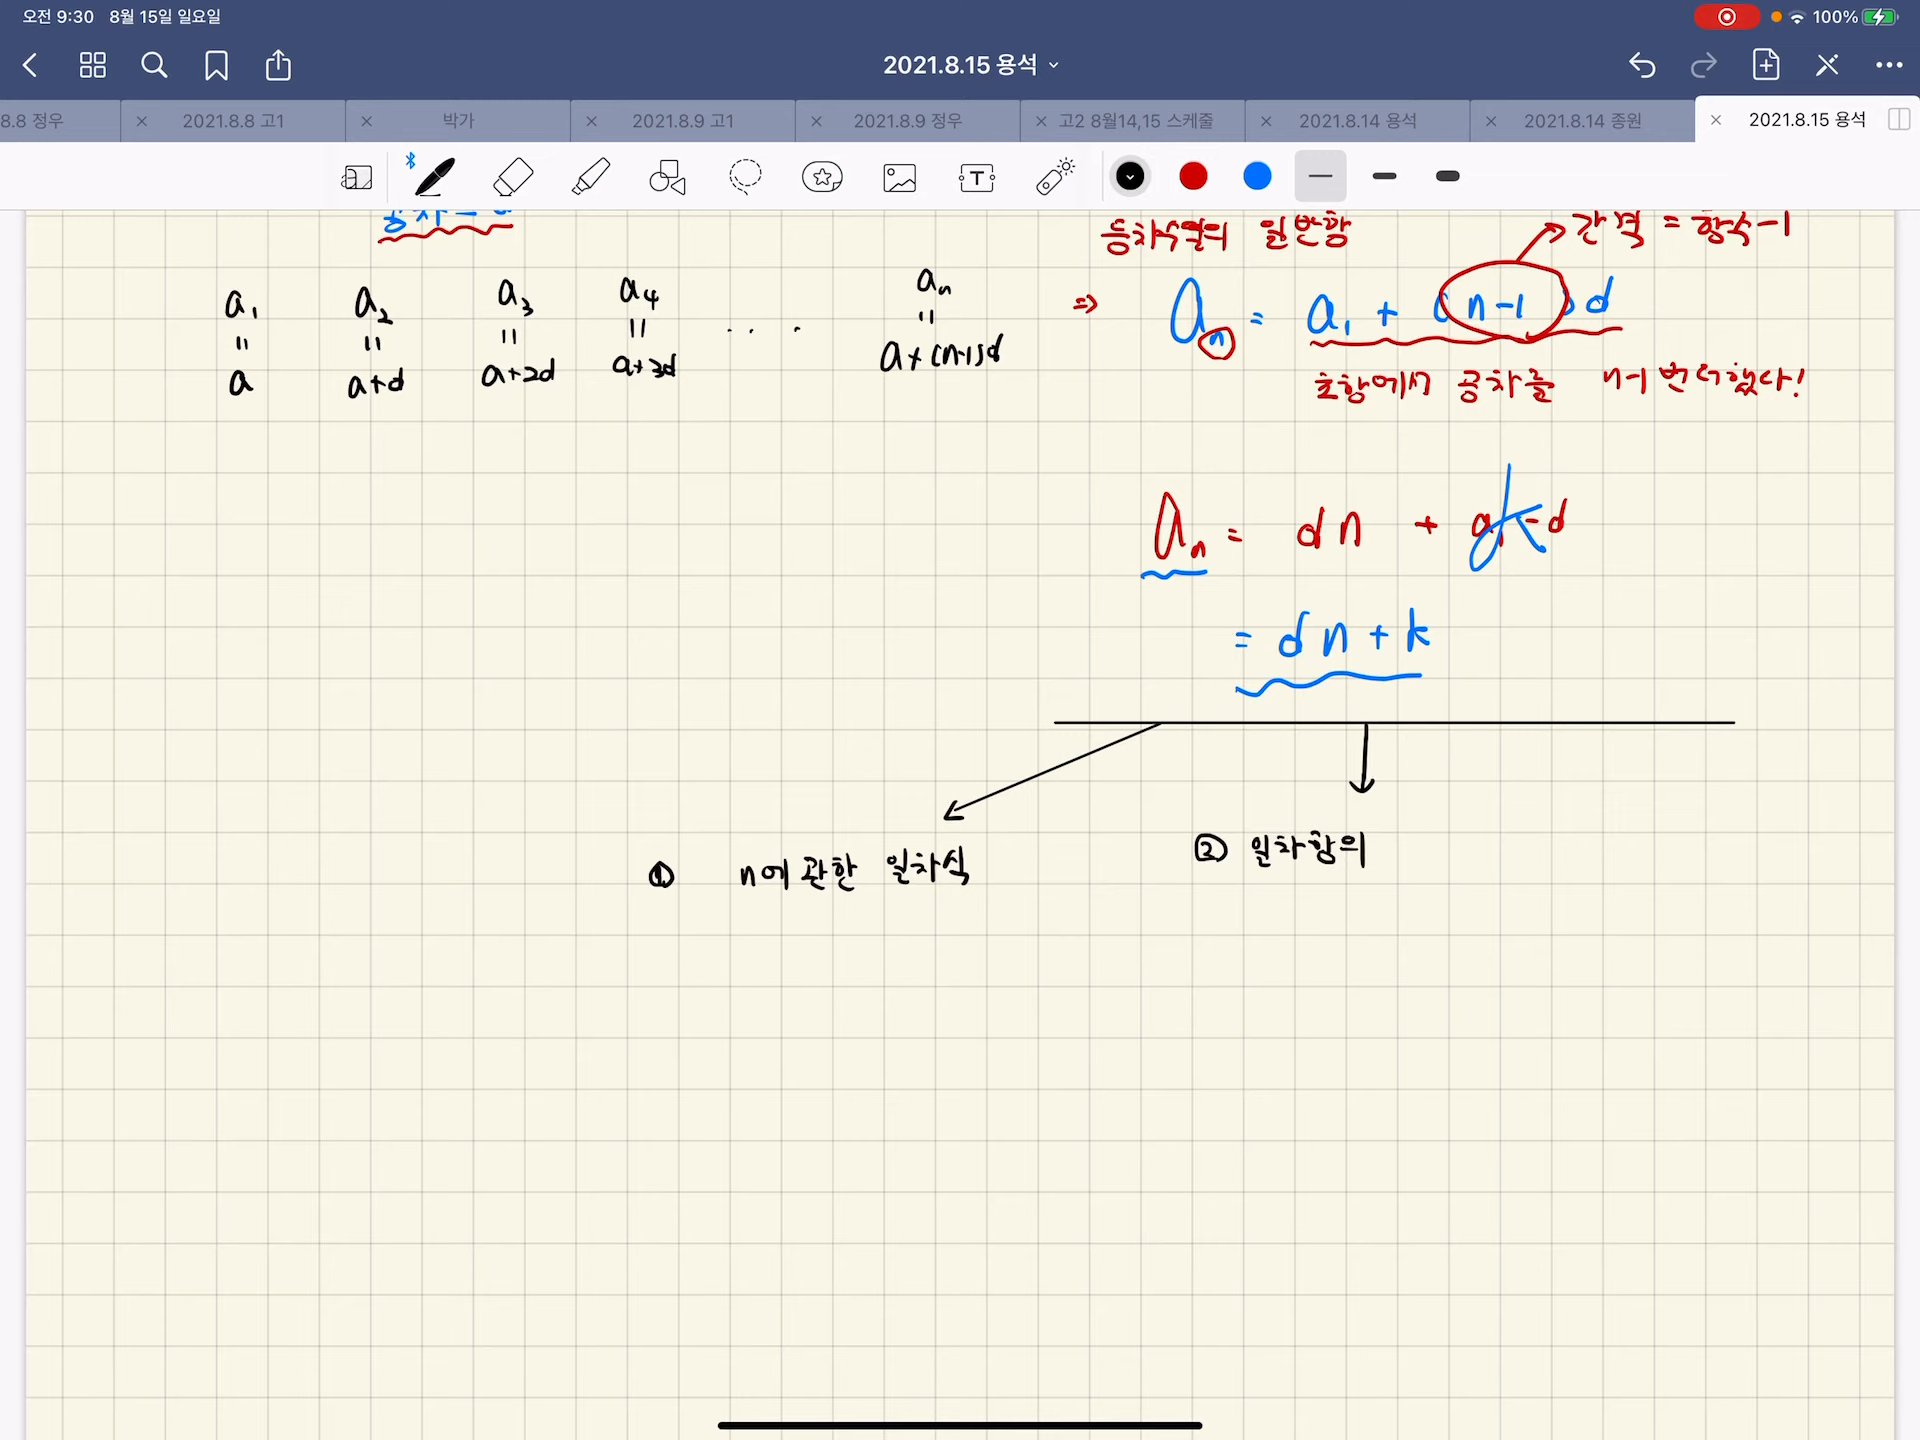 오전 9:30 8월 15일 일요일
100%
2021.8.15 용석
8.8 정우
2021.8.8 고1
박가
2021.8.9 고1
2021.8.9 정우
고2 8월14,15 스케줄
2021.8.14 용석
2021.8.14 종원
2021.8.15 용석
등차수열의 일반항
간격 = 항수-1
a₁ a₂ a₃ a₄ . . . aₙ
= = = = =
a a+d a+2d a+3d a+(n-1)d
⇒ aₙ = a₁ + (n-1)d
초항에서 공차를 n-1번 더했다!
aₙ = dn + a₁-d
k
= dn+k
① n에 관한 일차식
② 일차항의